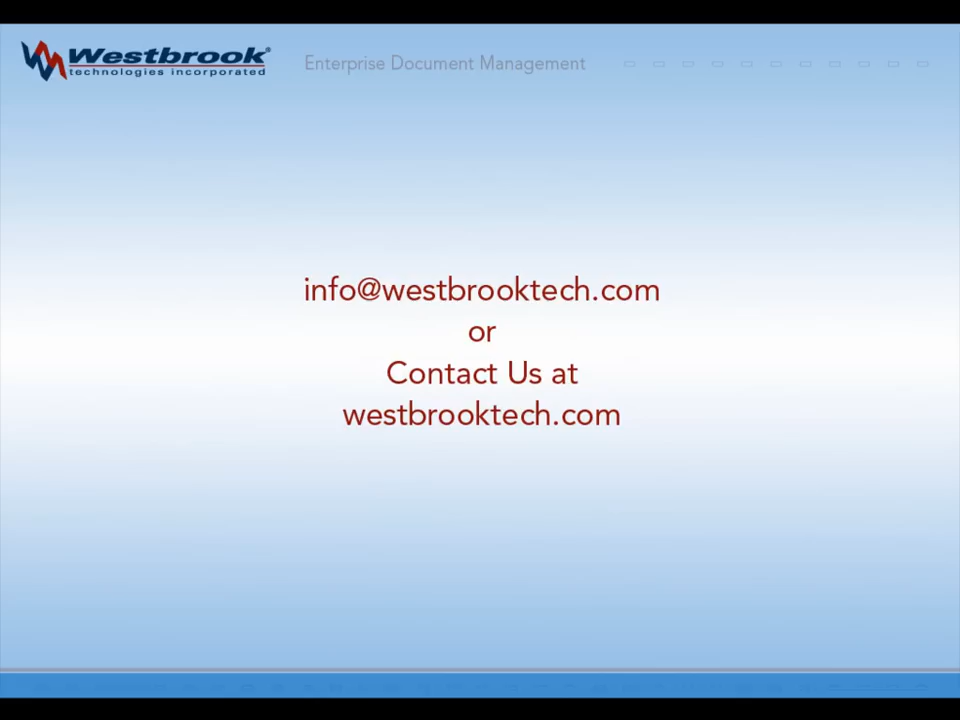 Westbrook®
technologies incorporated
Enterprise Document Management
info@westbrooktech.com
or
Contact Us at
westbrooktech.com